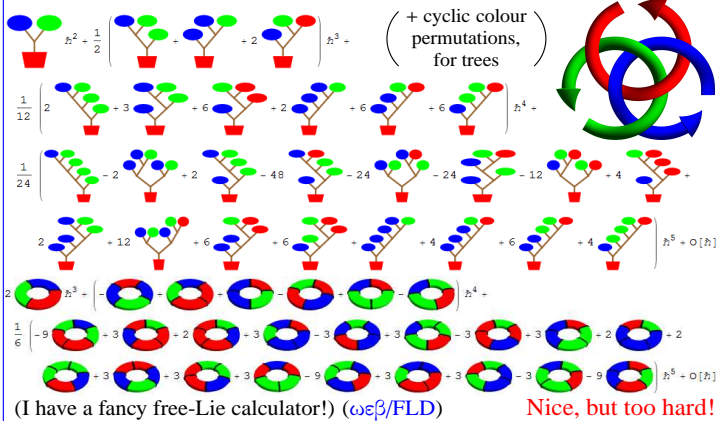 ħ² + 1/2 ( + + 2 ) ħ³ + ( + cyclic colour permutations, for trees )
1/12 ( 2 + 3 + 6 + 2 + 6 + 6 ) ħ⁴ +
1/24 ( - 2 + 2 - 48 - 24 - 24 - 12 + 4 +
2 + 12 + 6 + 6 + + 4 + 6 + 4 ) ħ⁵ + O[ħ]
2 ħ³ + ( - + + - + - ) ħ⁴ +
1/6 ( -9 + 3 + 2 + 3 - 3 + 3 - 3 + 3 + 2 + 2
+ 3 + 3 + 3 - 9 + 3 + 3 - 3 - 9 ) ħ⁵ + O[ħ]
(I have a fancy free-Lie calculator!) (ωεβ/FLD) Nice, but too hard!